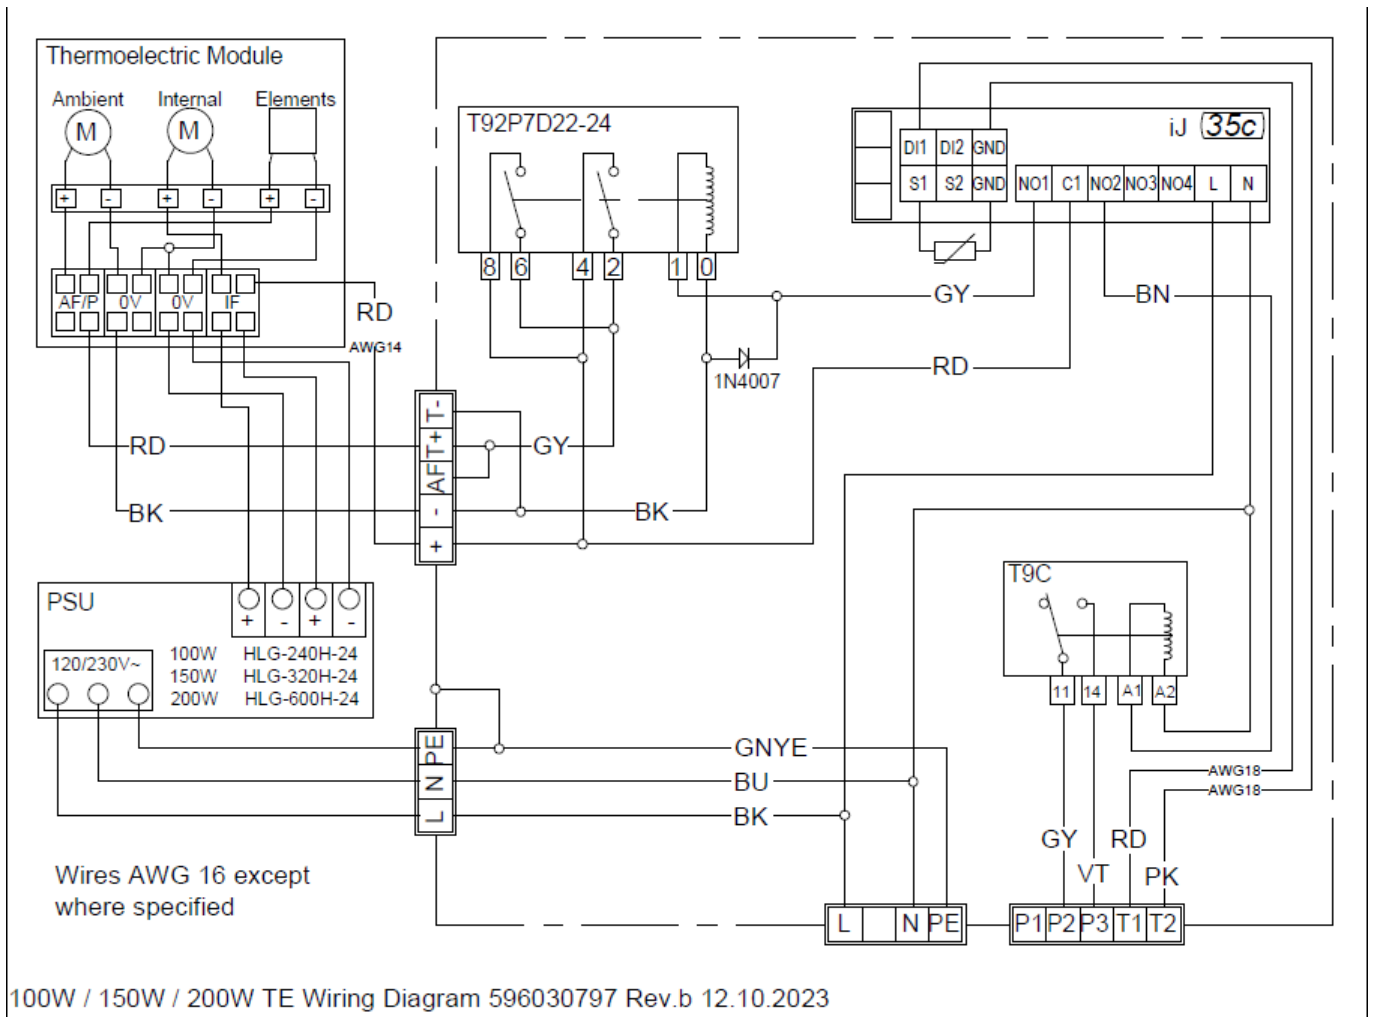 Thermoelectric Module
Ambient Internal Elements
M M
+ - + - + -
AF/P 0V 0V IF
RD
AWG14
T92P7D22-24
8 6 4 2 1 0
1N4007
iJ 35c
DI1 DI2 GND
S1 S2 GND NO1 C1 NO2 NO3 NO4 L N
GY
BN
RD
T-
T+
AF
-
+
RD
GY
BK
BK
PSU
+ - + -
120/230V~
100W HLG-240H-24
150W HLG-320H-24
200W HLG-600H-24
T9C
11 14 A1 A2
PE
N
L
GNYE
BU
BK
AWG18
AWG18
GY RD
VT PK
Wires AWG 16 except
where specified
L N PE
P1 P2 P3 T1 T2
100W / 150W / 200W TE Wiring Diagram 596030797 Rev.b 12.10.2023